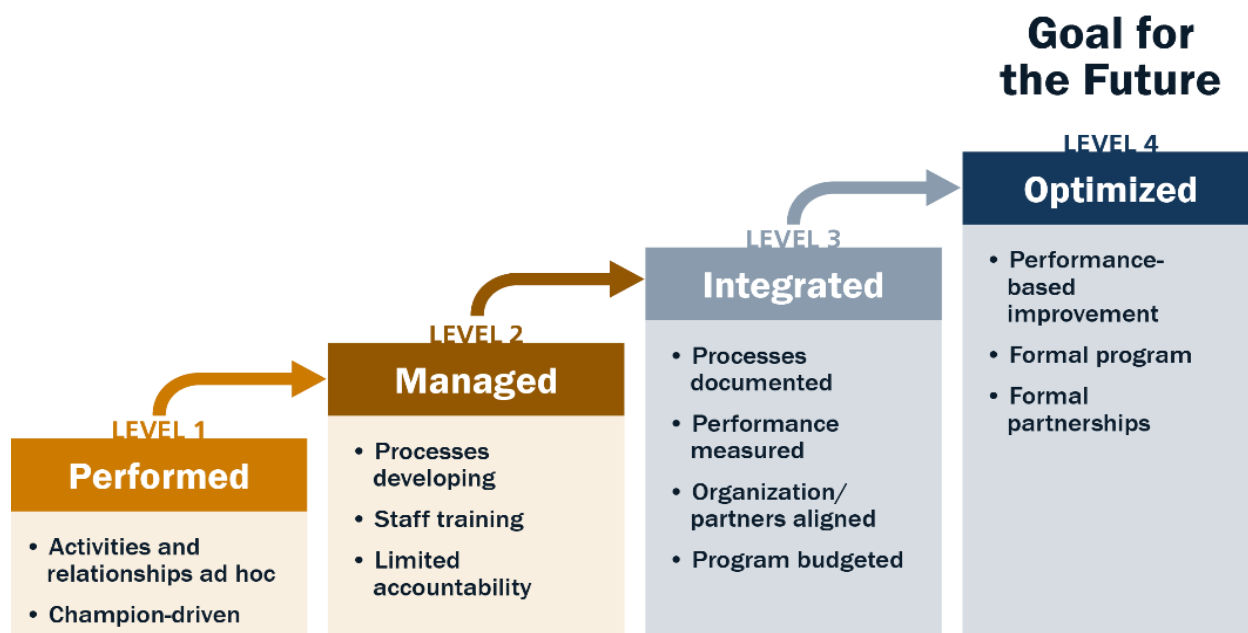 Goal for
the Future
LEVEL 4
Optimized
• Performance-
based
improvement
• Formal program
• Formal
partnerships
LEVEL 3
Integrated
• Processes
documented
• Performance
measured
• Organization/
partners aligned
• Program budgeted
LEVEL 2
Managed
• Processes
developing
• Staff training
• Limited
accountability
LEVEL 1
Performed
• Activities and
relationships ad hoc
• Champion-driven